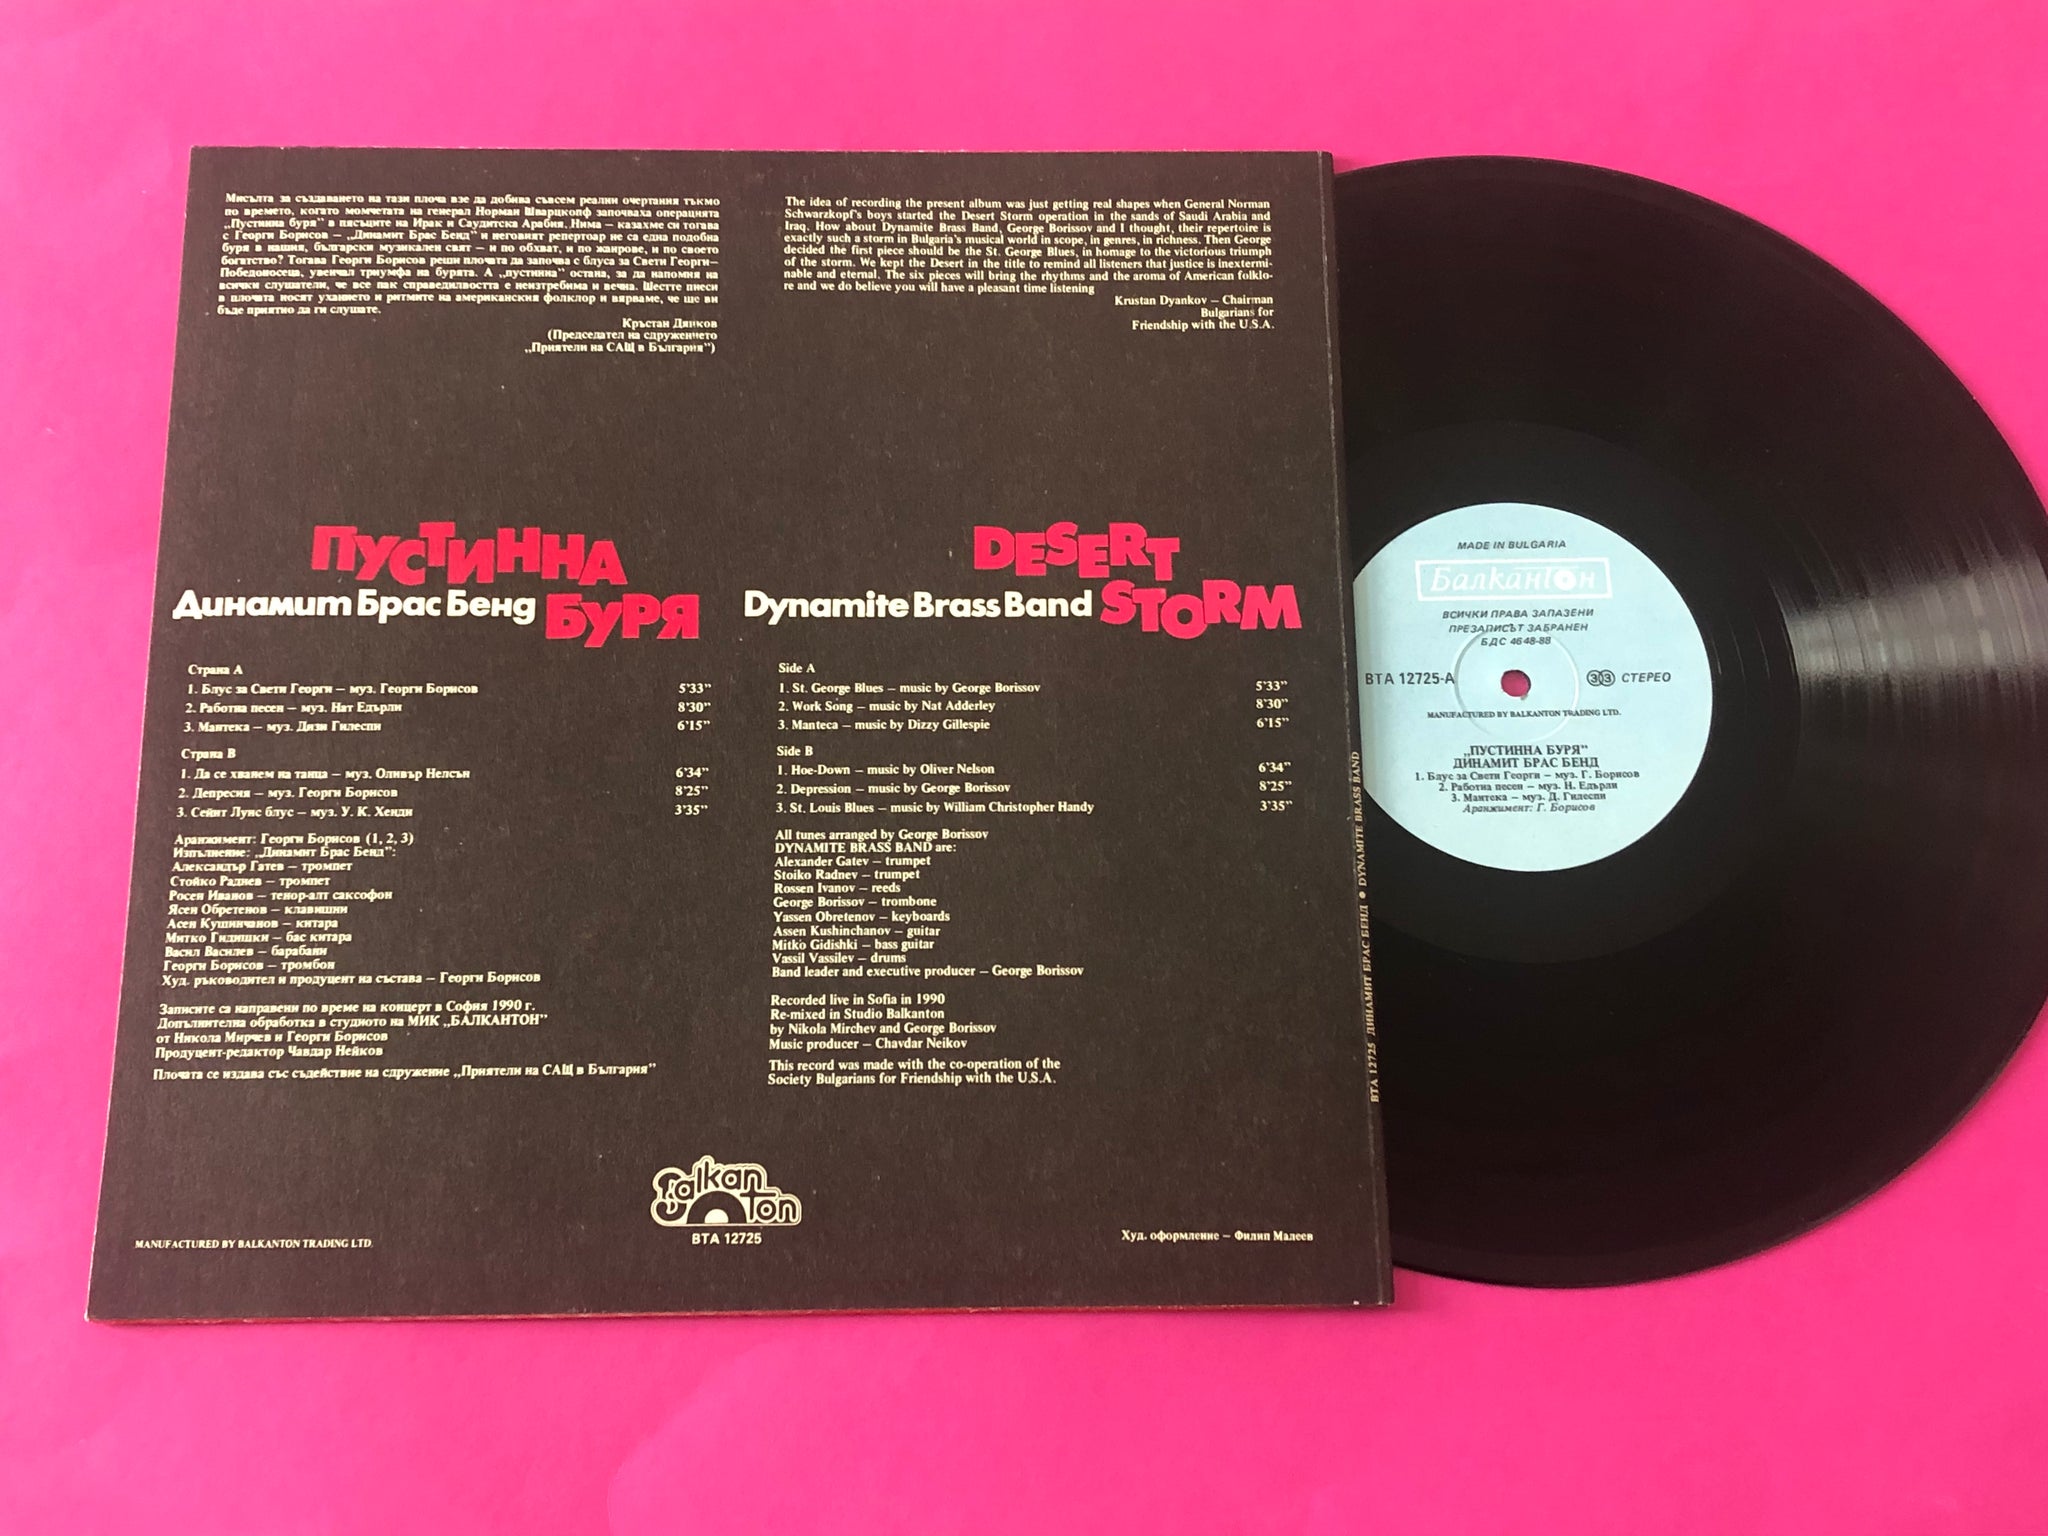 Мисълта за създаването на тази плоча взе да добива съвсем реални очертания тъкмо
по времето, когато момчетата на генерал Норман Шварцкопф започваха операцията
„Пустинна буря” в пясъците на Ирак и Саудитска Арабия. Нима — казахме си тогава
с Георги Борисов — „Динамит Брас Бенд” и неговият репертоар не са една подобна
буря в нашия, български музикален свят — и по обхват, и по жанрове, и по своето
богатство? Тогава Георги Борисов реши плочата да започва с блуса за Свети Георги—
Победоносеца, увенчал триумфа на бурята. А „пустинна” остана, за да напомня на
всички слушатели, че все пак справедилвостта е неизтребима и вечна. Шестте пиеси
в плочата носят уханието и ритмите на американския фолклор и вярваме, че ще ви
бъде приятно да ги слушате.
Кръстан Дянков
(Председател на сдружението
„Приятели на САЩ в България”)
The idea of recording the present album was just getting real shapes when General Norman
Schwarzkopf's boys started the Desert Storm operation in the sands of Saudi Arabia and
Iraq. How about Dynamite Brass Band, George Borissov and I thought, their repertoire is
exactly such a storm in Bulgaria's musical world in scope, in genres, in richness. Then George
decided the first piece should be the St. George Blues, in homage to the victorious triumph
of the storm. We kept the Desert in the title to remind all listeners that justice is inextermi-
nable and eternal. The six pieces will bring the rhythms and the aroma of American folklo-
re and we do believe you will have a pleasant time listening
Krustan Dyankov — Chairman
Bulgarians for
Friendship with the U.S.A.
ПУСТИННА
Динамит Брас Бенд БУРЯ
Страна А
1. Блус за Свети Георги — муз. Георги Борисов 5'33”
2. Работна песен — муз. Нат Едърли 8'30”
3. Мантека — муз. Дизи Гилеспи 6'15”
Страна В
1. Да се хванем на танца — муз. Оливър Нелсън 6'34”
2. Депресия — муз. Георги Борисов 8'25”
3. Сейнт Луис блус — муз. У. К. Хенди 3'35”
Аранжимент: Георги Борисов (1, 2, 3)
Изпълнение: „Динамит Брас Бенд”:
Александър Гатев — тромпет
Стойко Раднев — тромпет
Росен Иванов — тенор-алт саксофон
Ясен Обретенов — клавишни
Асен Кушинчанов — китара
Митко Гидишки — бас китара
Васил Василев — барабани
Георги Борисов — тромбон
Худ. ръководител и продуцент на състава — Георги Борисов
Записите са направени по време на концерт в София 1990 г.
Допълнителна обработка в студиото на МИК „БАЛКАНТОН”
от Никола Мирчев и Георги Борисов
Продуцент-редактор Чавдар Нейков
Плочата се издава със съдействие на сдружение „Приятели на САЩ в България”
DESERT
Dynamite Brass Band STORM
Side A
1. St. George Blues — music by George Borissov 5'33”
2. Work Song — music by Nat Adderley 8'30”
3. Manteca — music by Dizzy Gillespie 6'15”
Side B
1. Hoe-Down — music by Oliver Nelson 6'34”
2. Depression — music by George Borissov 8'25”
3. St. Louis Blues — music by William Christopher Handy 3'35”
All tunes arranged by George Borissov
DYNAMITE BRASS BAND are:
Alexander Gatev — trumpet
Stoiko Radnev — trumpet
Rossen Ivanov — reeds
George Borissov — trombone
Yassen Obretenov — keyboards
Assen Kushinchanov — guitar
Mitko Gidishki — bass guitar
Vassil Vassilev — drums
Band leader and executive producer — George Borissov
Recorded live in Sofia in 1990
Re-mixed in Studio Balkanton
by Nikola Mirchev and George Borissov
Music producer — Chavdar Neikov
This record was made with the co-operation of the
Society Bulgarians for Friendship with the U.S.A.
Balkan
ton
ВТА 12725
MANUFACTURED BY BALKANTON TRADING LTD.
Худ. оформление — Филип Малеев
ВТА 12725 ДИНАМИТ БРАС БЕНД ● DYNAMITE BRASS BAND
MADE IN BULGARIA
Балкантон
ВСИЧКИ ПРАВА ЗАПАЗЕНИ
ПРЕЗАПИСЪТ ЗАБРАНЕН
БДС 4648-88
ВТА 12725-А
33 СТЕРЕО
MANUFACTURED BY BALKANTON TRADING LTD.
„ПУСТИННА БУРЯ”
ДИНАМИТ БРАС БЕНД
1. Блус за Свети Георги — муз. Г. Борисов
2. Работна песен — муз. Н. Едърли
3. Мантека — муз. Д. Гилеспи
Аранжимент: Г. Борисов